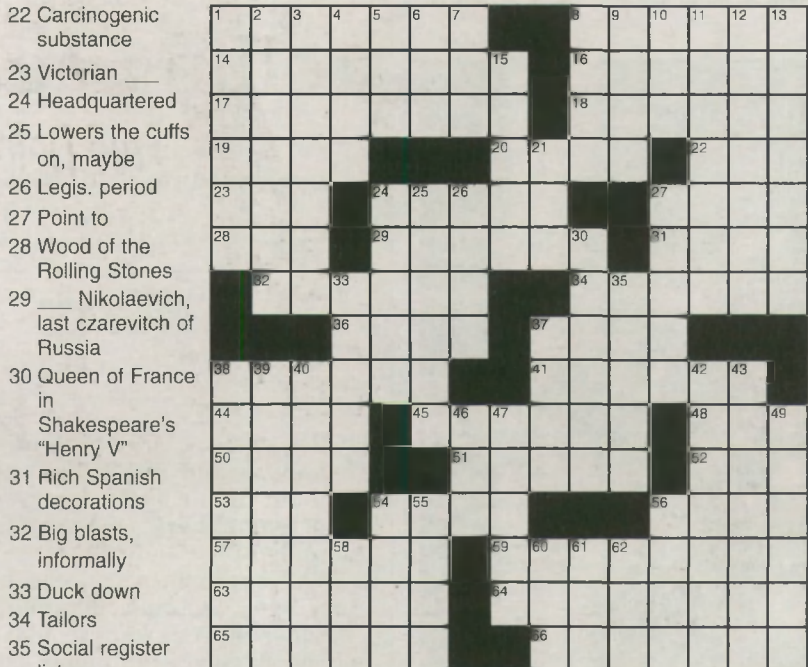 22 Carcinogenic
substance
23 Victorian ___
24 Headquartered
25 Lowers the cuffs
on, maybe
26 Legis. period
27 Point to
28 Wood of the
Rolling Stones
29 ___ Nikolaevich,
last czarevitch of
Russia
30 Queen of France
in
Shakespeare's
"Henry V"
31 Rich Spanish
decorations
32 Big blasts,
informally
33 Duck down
34 Tailors
35 Social register
1 2 3 4 5 6 7 8 9 10 11 12 13
14 15 16
17 18
19 20 21 22
23 24 25 26 27
28 29 30 31
32 33 34 35
36 37
38 39 40 41 42 43
44 45 46 47 48 49
50 51 52
53 54 55 56
57 58 59 60 61 62
63 64
65 66